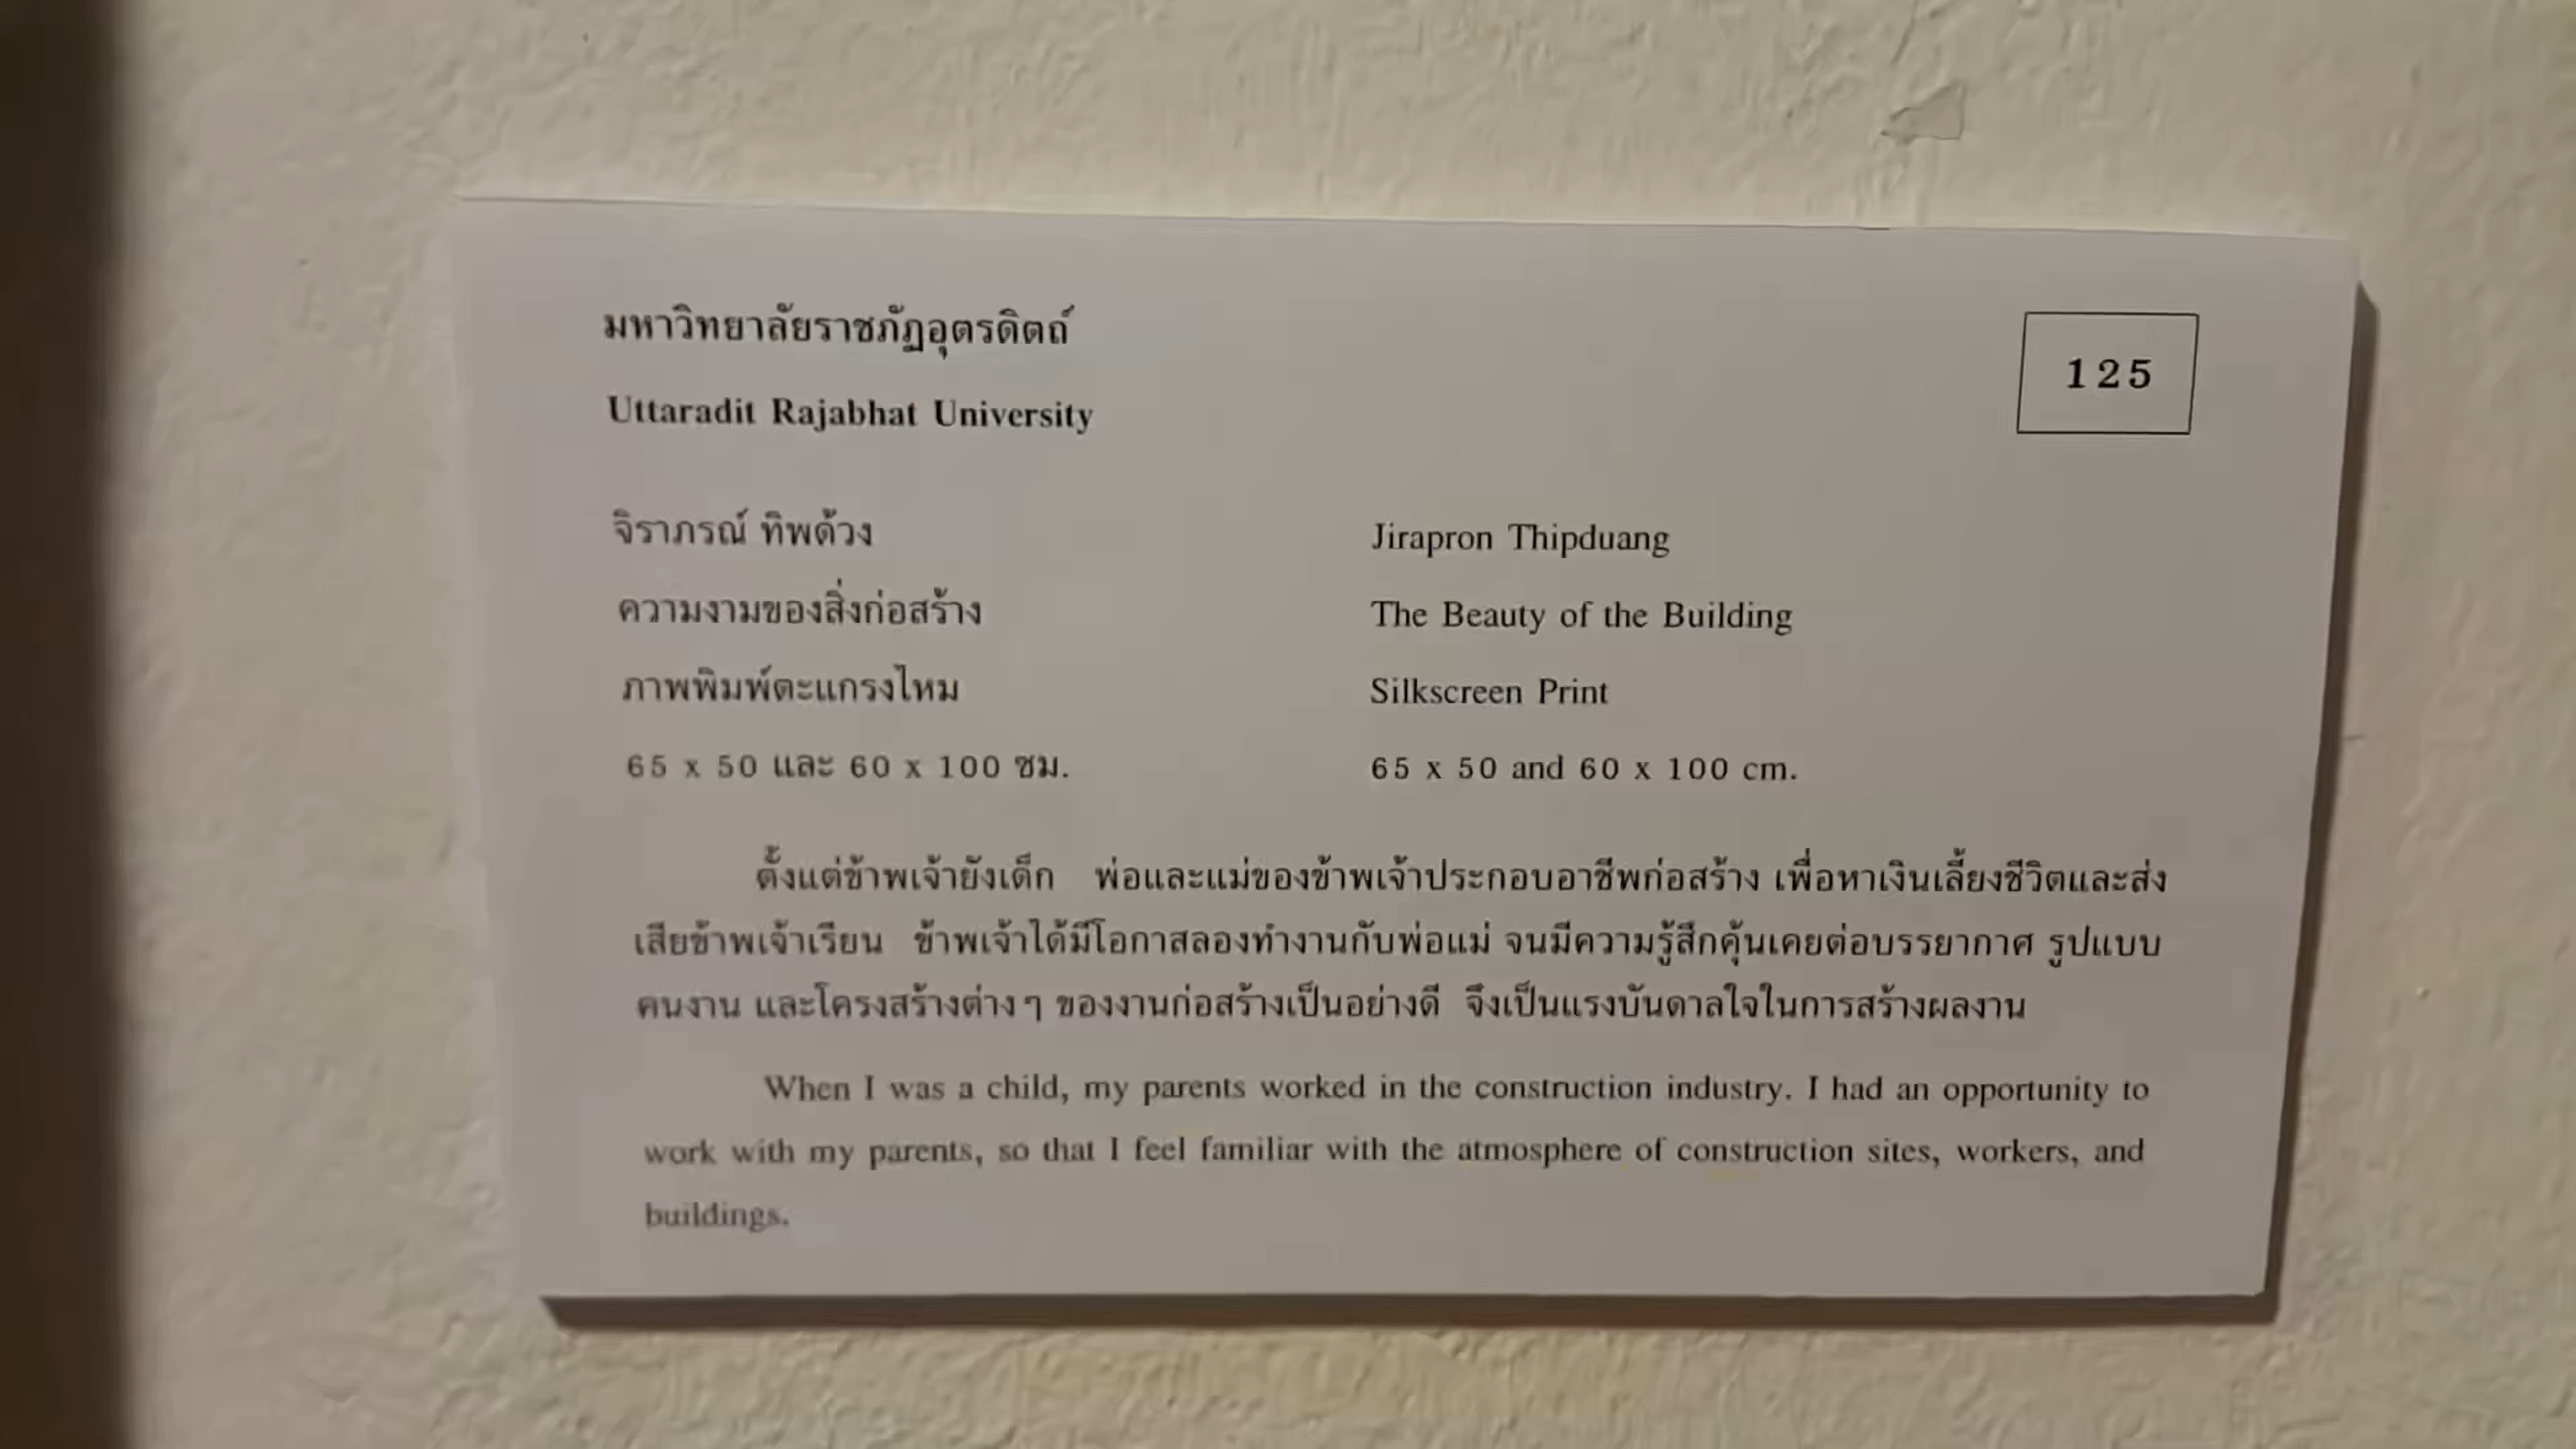 มหาวิทยาลัยราชภัฏอุตรดิตถ์
125
Uttaradit Rajabhat University
จิราภรณ์ ทิพด้วง
Jirapron Thipduang
ความงามของสิ่งก่อสร้าง
The Beauty of the Building
ภาพพิมพ์ตะแกรงไหม
Silkscreen Print
65 x 50 และ 60 x 100 ซม.
65 x 50 and 60 x 100 cm.
ตั้งแต่ข้าพเจ้ายังเด็ก พ่อและแม่ของข้าพเจ้าประกอบอาชีพก่อสร้าง เพื่อหาเงินเลี้ยงชีวิตและส่ง
เสียข้าพเจ้าเรียน ข้าพเจ้าได้มีโอกาสลองทำงานกับพ่อแม่ จนมีความรู้สึกคุ้นเคยต่อบรรยากาศ รูปแบบ
คนงาน และโครงสร้างต่าง ๆ ของงานก่อสร้างเป็นอย่างดี จึงเป็นแรงบันดาลใจในการสร้างผลงาน
When I was a child, my parents worked in the construction industry. I had an opportunity to
work with my parents, so that I feel familiar with the atmosphere of construction sites, workers, and
buildings.